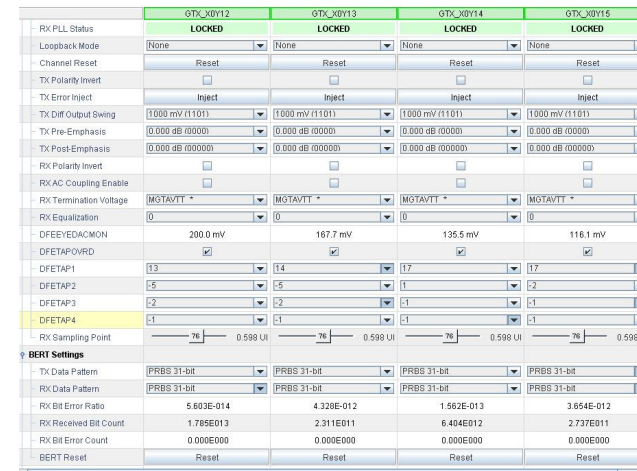 GTX_X0Y12 GTX_X0Y13 GTX_X0Y14 GTX_X0Y15
RX PLL Status LOCKED LOCKED LOCKED LOCKED
Loopback Mode None None None None
Channel Reset Reset Reset Reset Reset
TX Polarity Invert
TX Error Inject Inject Inject Inject Inject
TX Diff Output Swing 1000 mV (1101) 1000 mV (1101) 1000 mV (1101) 1000 mV (1101)
TX Pre-Emphasis 0.000 dB (0000) 0.000 dB (0000) 0.000 dB (0000) 0.000 dB (0000)
TX Post-Emphasis 0.000 dB (00000) 0.000 dB (00000) 0.000 dB (00000) 0.000 dB (00000)
RX Polarity Invert
RX AC Coupling Enable
RX Termination Voltage MGTAVTT * MGTAVTT * MGTAVTT * MGTAVTT *
RX Equalization 0 0 0 0
DFEEYEDACMON 200.0 mV 167.7 mV 135.5 mV 116.1 mV
DFETAPOVRD
DFETAP1 13 14 17 17
DFETAP2 -5 -5 1 -2
DFETAP3 -2 -2 -1 -1
DFETAP4 -1 -1 -1 -1
RX Sampling Point 76 0.598 UI 76 0.598 UI 76 0.598 UI 76 0.598
BERT Settings
TX Data Pattern PRBS 31-bit PRBS 31-bit PRBS 31-bit PRBS 31-bit
RX Data Pattern PRBS 31-bit PRBS 31-bit PRBS 31-bit PRBS 31-bit
RX Bit Error Ratio 5.603E-014 4.328E-012 1.562E-013 3.654E-012
RX Received Bit Count 1.785E013 2.311E011 6.404E012 2.737E011
RX Bit Error Count 0.000E000 0.000E000 0.000E000 0.000E000
BERT Reset Reset Reset Reset Reset